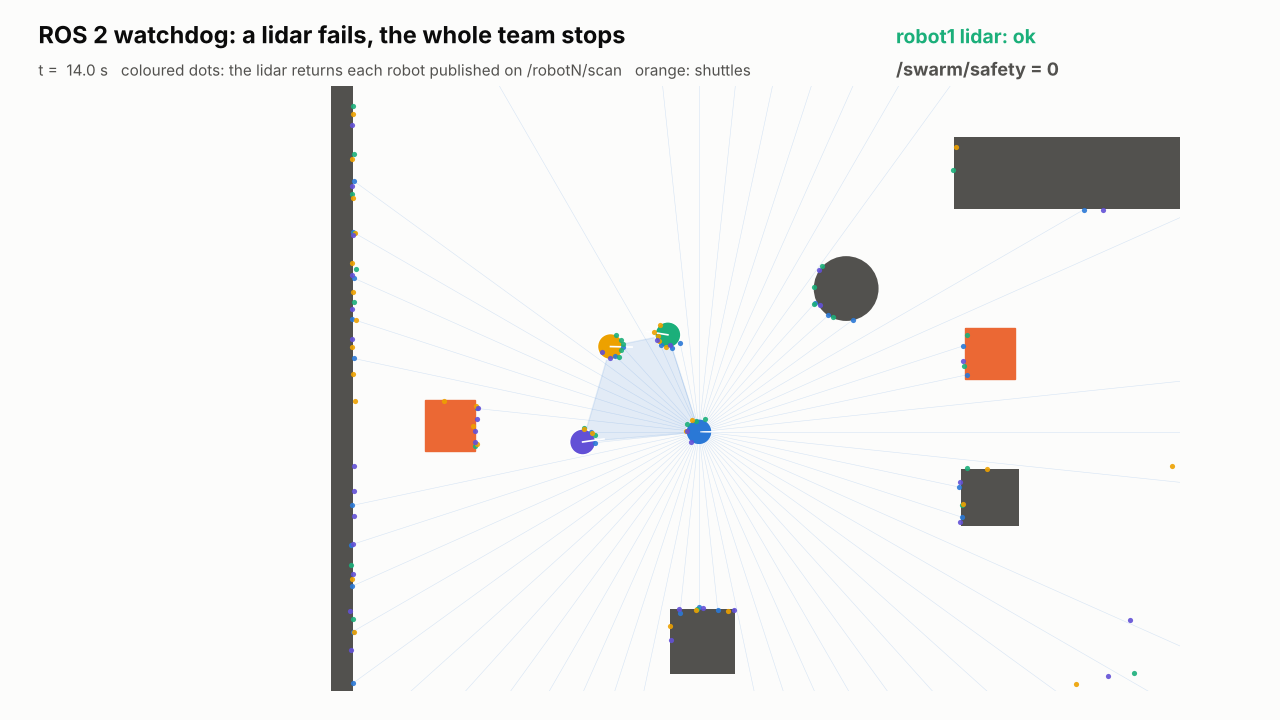 ROS 2 watchdog: a lidar fails, the whole team stops
robot1 lidar: ok
t =  14.0 s   coloured dots: the lidar returns each robot published on /robotN/scan   orange: shuttles
/swarm/safety = 0